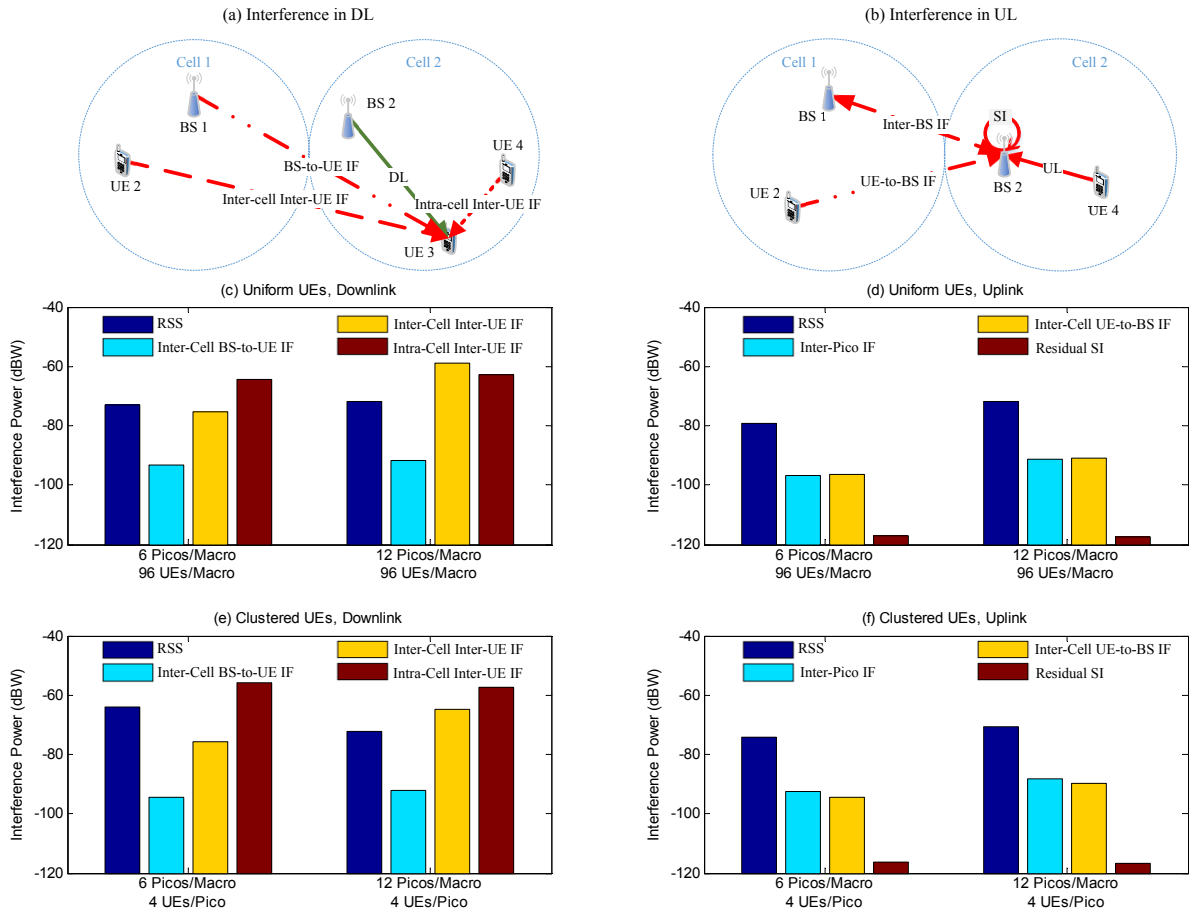 (a) Interference in DL
Cell 1
Cell 2
BS 1
BS 2
UE 2
UE 4
BS-to-UE IF
DL
Inter-cell Inter-UE IF
Intra-cell Inter-UE IF
UE 3
(b) Interference in UL
Cell 1
Cell 2
BS 1
Inter-BS IF
SI
UE-to-BS IF
BS 2
UL
UE 2
UE 4
(c) Uniform UEs, Downlink
Interference Power (dBW)
-40
-60
-80
-100
-120
RSS
Inter-Cell BS-to-UE IF
Inter-Cell Inter-UE IF
Intra-Cell Inter-UE IF
6 Picos/Macro
96 UEs/Macro
12 Picos/Macro
96 UEs/Macro
(d) Uniform UEs, Uplink
Interference Power (dBW)
-40
-60
-80
-100
-120
RSS
Inter-Pico IF
Inter-Cell UE-to-BS IF
Residual SI
6 Picos/Macro
96 UEs/Macro
12 Picos/Macro
96 UEs/Macro
(e) Clustered UEs, Downlink
Interference Power (dBW)
-40
-60
-80
-100
-120
RSS
Inter-Cell BS-to-UE IF
Inter-Cell Inter-UE IF
Intra-Cell Inter-UE IF
6 Picos/Macro
4 UEs/Pico
12 Picos/Macro
4 UEs/Pico
(f) Clustered UEs, Uplink
Interference Power (dBW)
-40
-60
-80
-100
-120
RSS
Inter-Pico IF
Inter-Cell UE-to-BS IF
Residual SI
6 Picos/Macro
4 UEs/Pico
12 Picos/Macro
4 UEs/Pico